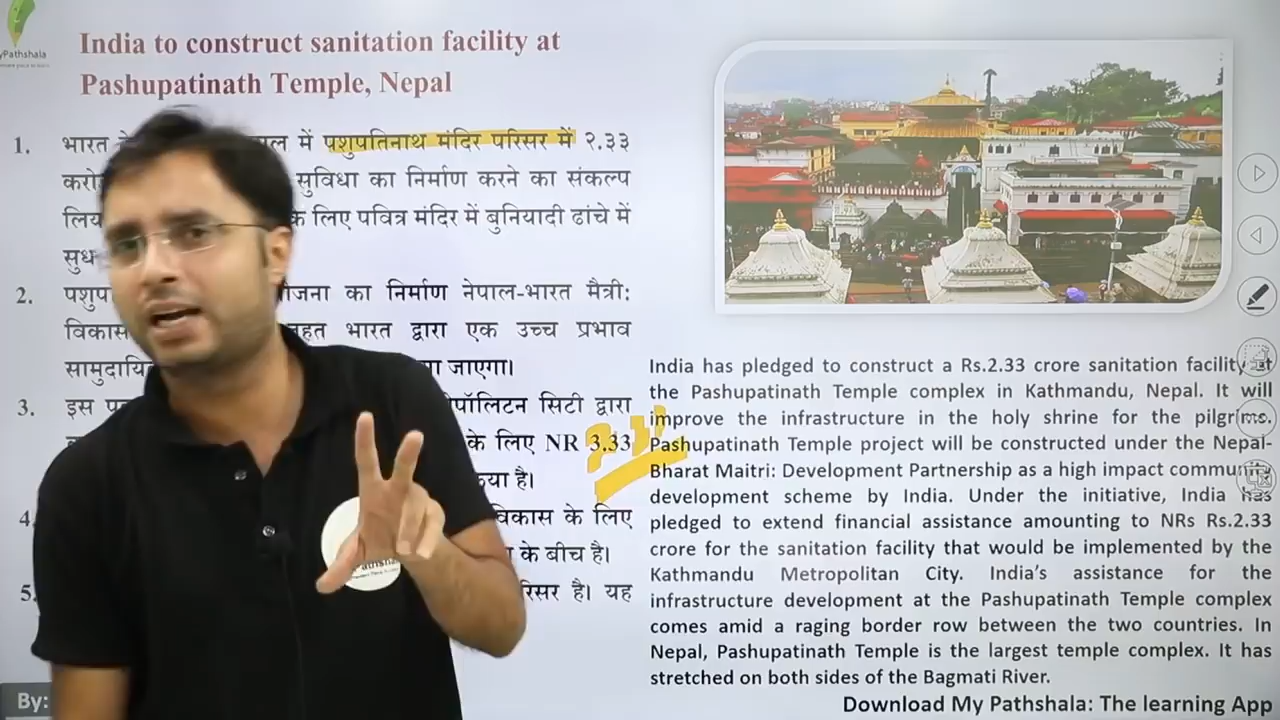 yPathshala
India to construct sanitation facility at
Pashupatinath Temple, Nepal
1. भारत में पशुपतिनाथ मंदिर परिसर में २.३३
सुविधा का निर्माण करने का संकल्प
के लिए पवित्र मंदिर में बुनियादी ढांचे में
2. का निर्माण नेपाल-भारत मैत्री:
विकास भारत द्वारा एक उच्च प्रभाव
जाएगा।
3. इस सिटी द्वारा
के लिए NR 3.33
है।
4. विकास के लिए
के बीच है।
5. है। यह
India has pledged to construct a Rs.2.33 crore sanitation facility at
the Pashupatinath Temple complex in Kathmandu, Nepal. It will
improve the infrastructure in the holy shrine for the pilgrims.
Pashupatinath Temple project will be constructed under the Nepal-
Bharat Maitri: Development Partnership as a high impact community
development scheme by India. Under the initiative, India has
pledged to extend financial assistance amounting to NRs Rs.2.33
crore for the sanitation facility that would be implemented by the
Kathmandu Metropolitan City. India's assistance for the
infrastructure development at the Pashupatinath Temple complex
comes amid a raging border row between the two countries. In
Nepal, Pashupatinath Temple is the largest temple complex. It has
stretched on both sides of the Bagmati River.
By:
Download My Pathshala: The learning App